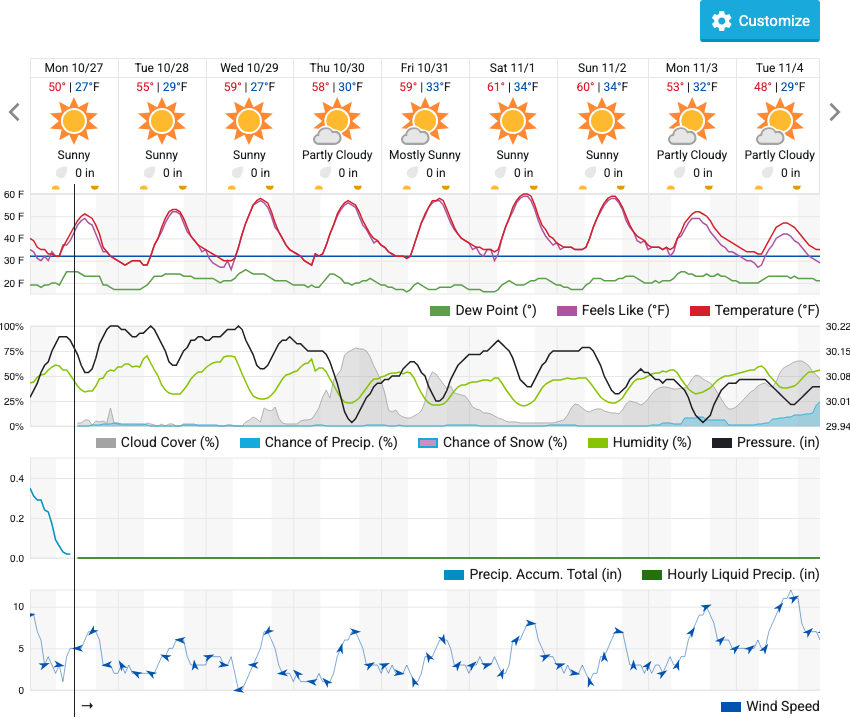 Customize
Mon 10/27 Tue 10/28 Wed 10/29 Thu 10/30 Fri 10/31 Sat 11/1 Sun 11/2 Mon 11/3 Tue 11/4
50° | 27°F 55° | 29°F 59° | 27°F 58° | 30°F 59° | 33°F 61° | 34°F 60° | 34°F 53° | 32°F 48° | 29°F
Sunny Sunny Sunny Partly Cloudy Mostly Sunny Sunny Sunny Partly Cloudy Partly Cloudy
0 in 0 in 0 in 0 in 0 in 0 in 0 in 0 in 0 in
60 F
50 F
40 F
30 F
20 F
Dew Point (°) Feels Like (°F) Temperature (°F)
100% 30.22
75% 30.15
50% 30.08
25% 30.01
0% 29.94
Cloud Cover (%) Chance of Precip. (%) Chance of Snow (%) Humidity (%) Pressure. (in)
0.4
0.2
0.0
Precip. Accum. Total (in) Hourly Liquid Precip. (in)
10
5
0
→
Wind Speed